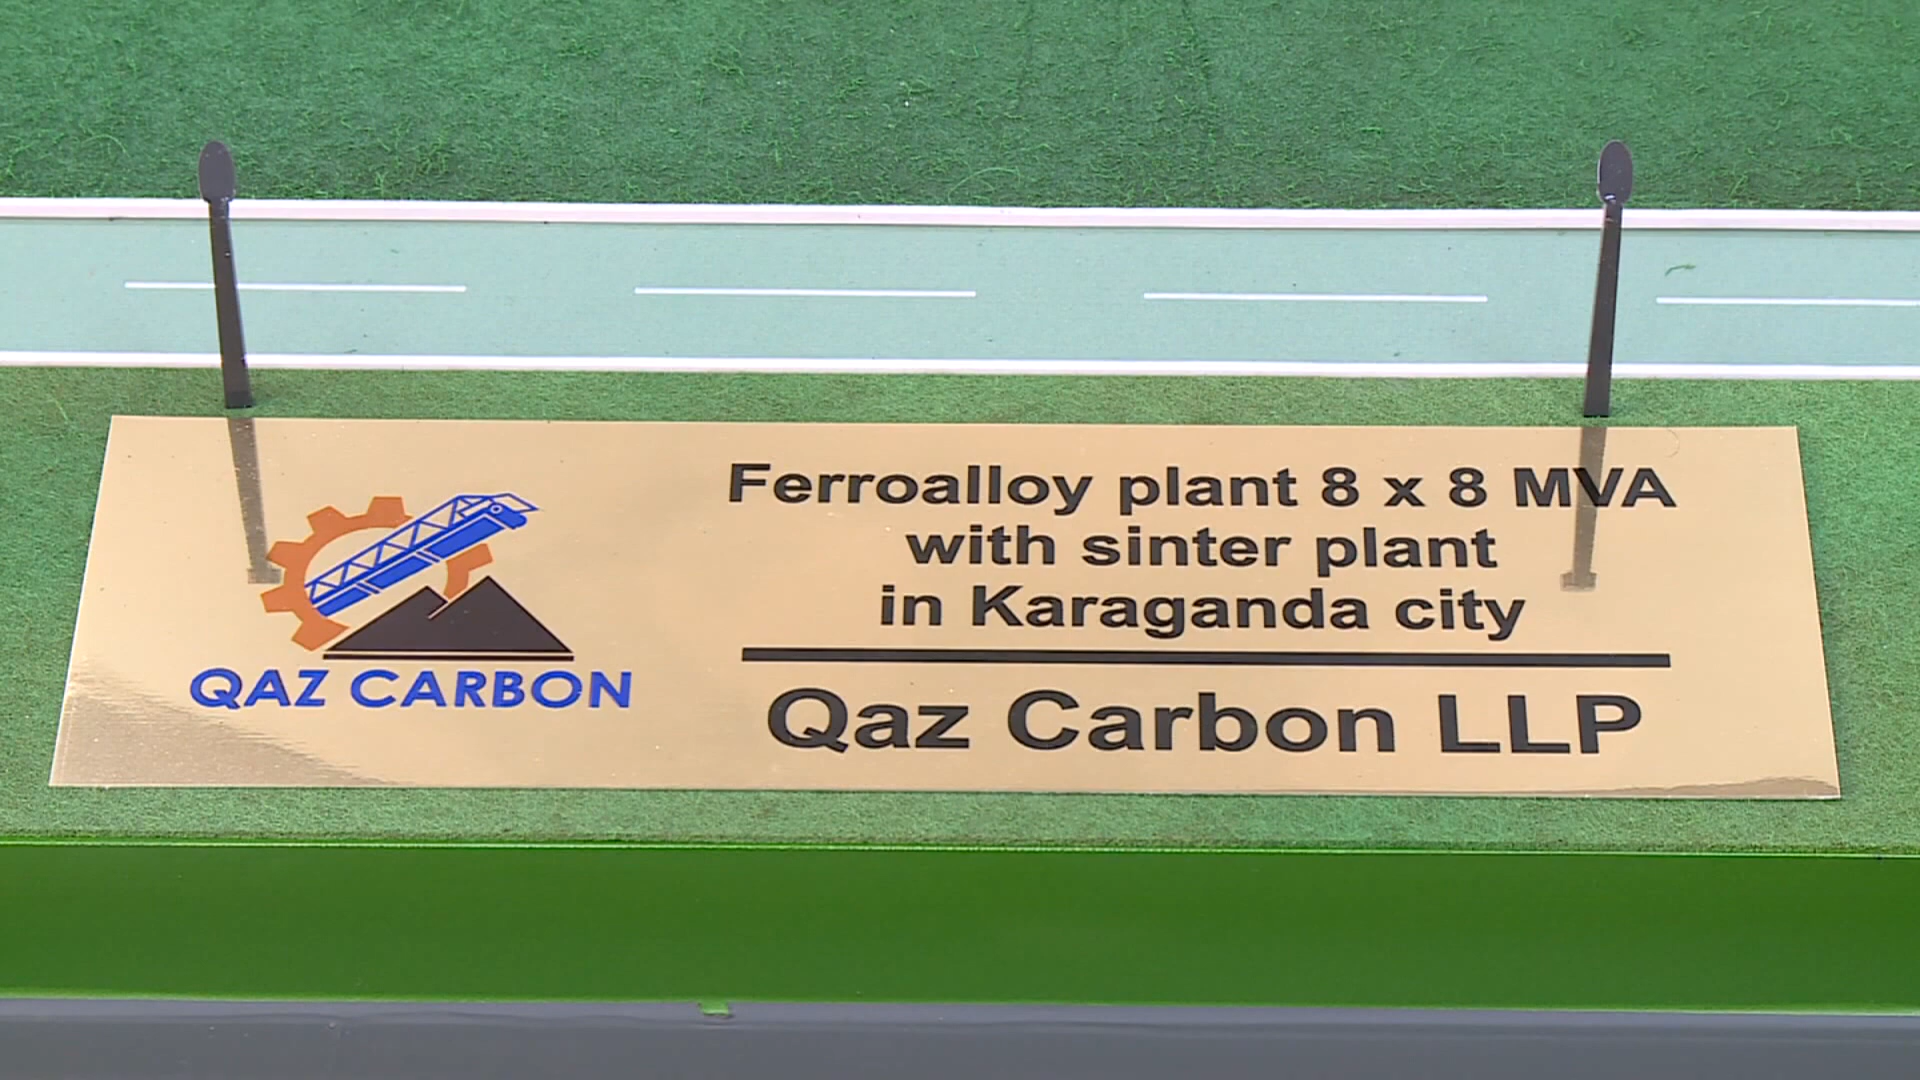 QAZ CARBON
Ferroalloy plant 8 x 8 MVA
with sinter plant
in Karaganda city
Qaz Carbon LLP